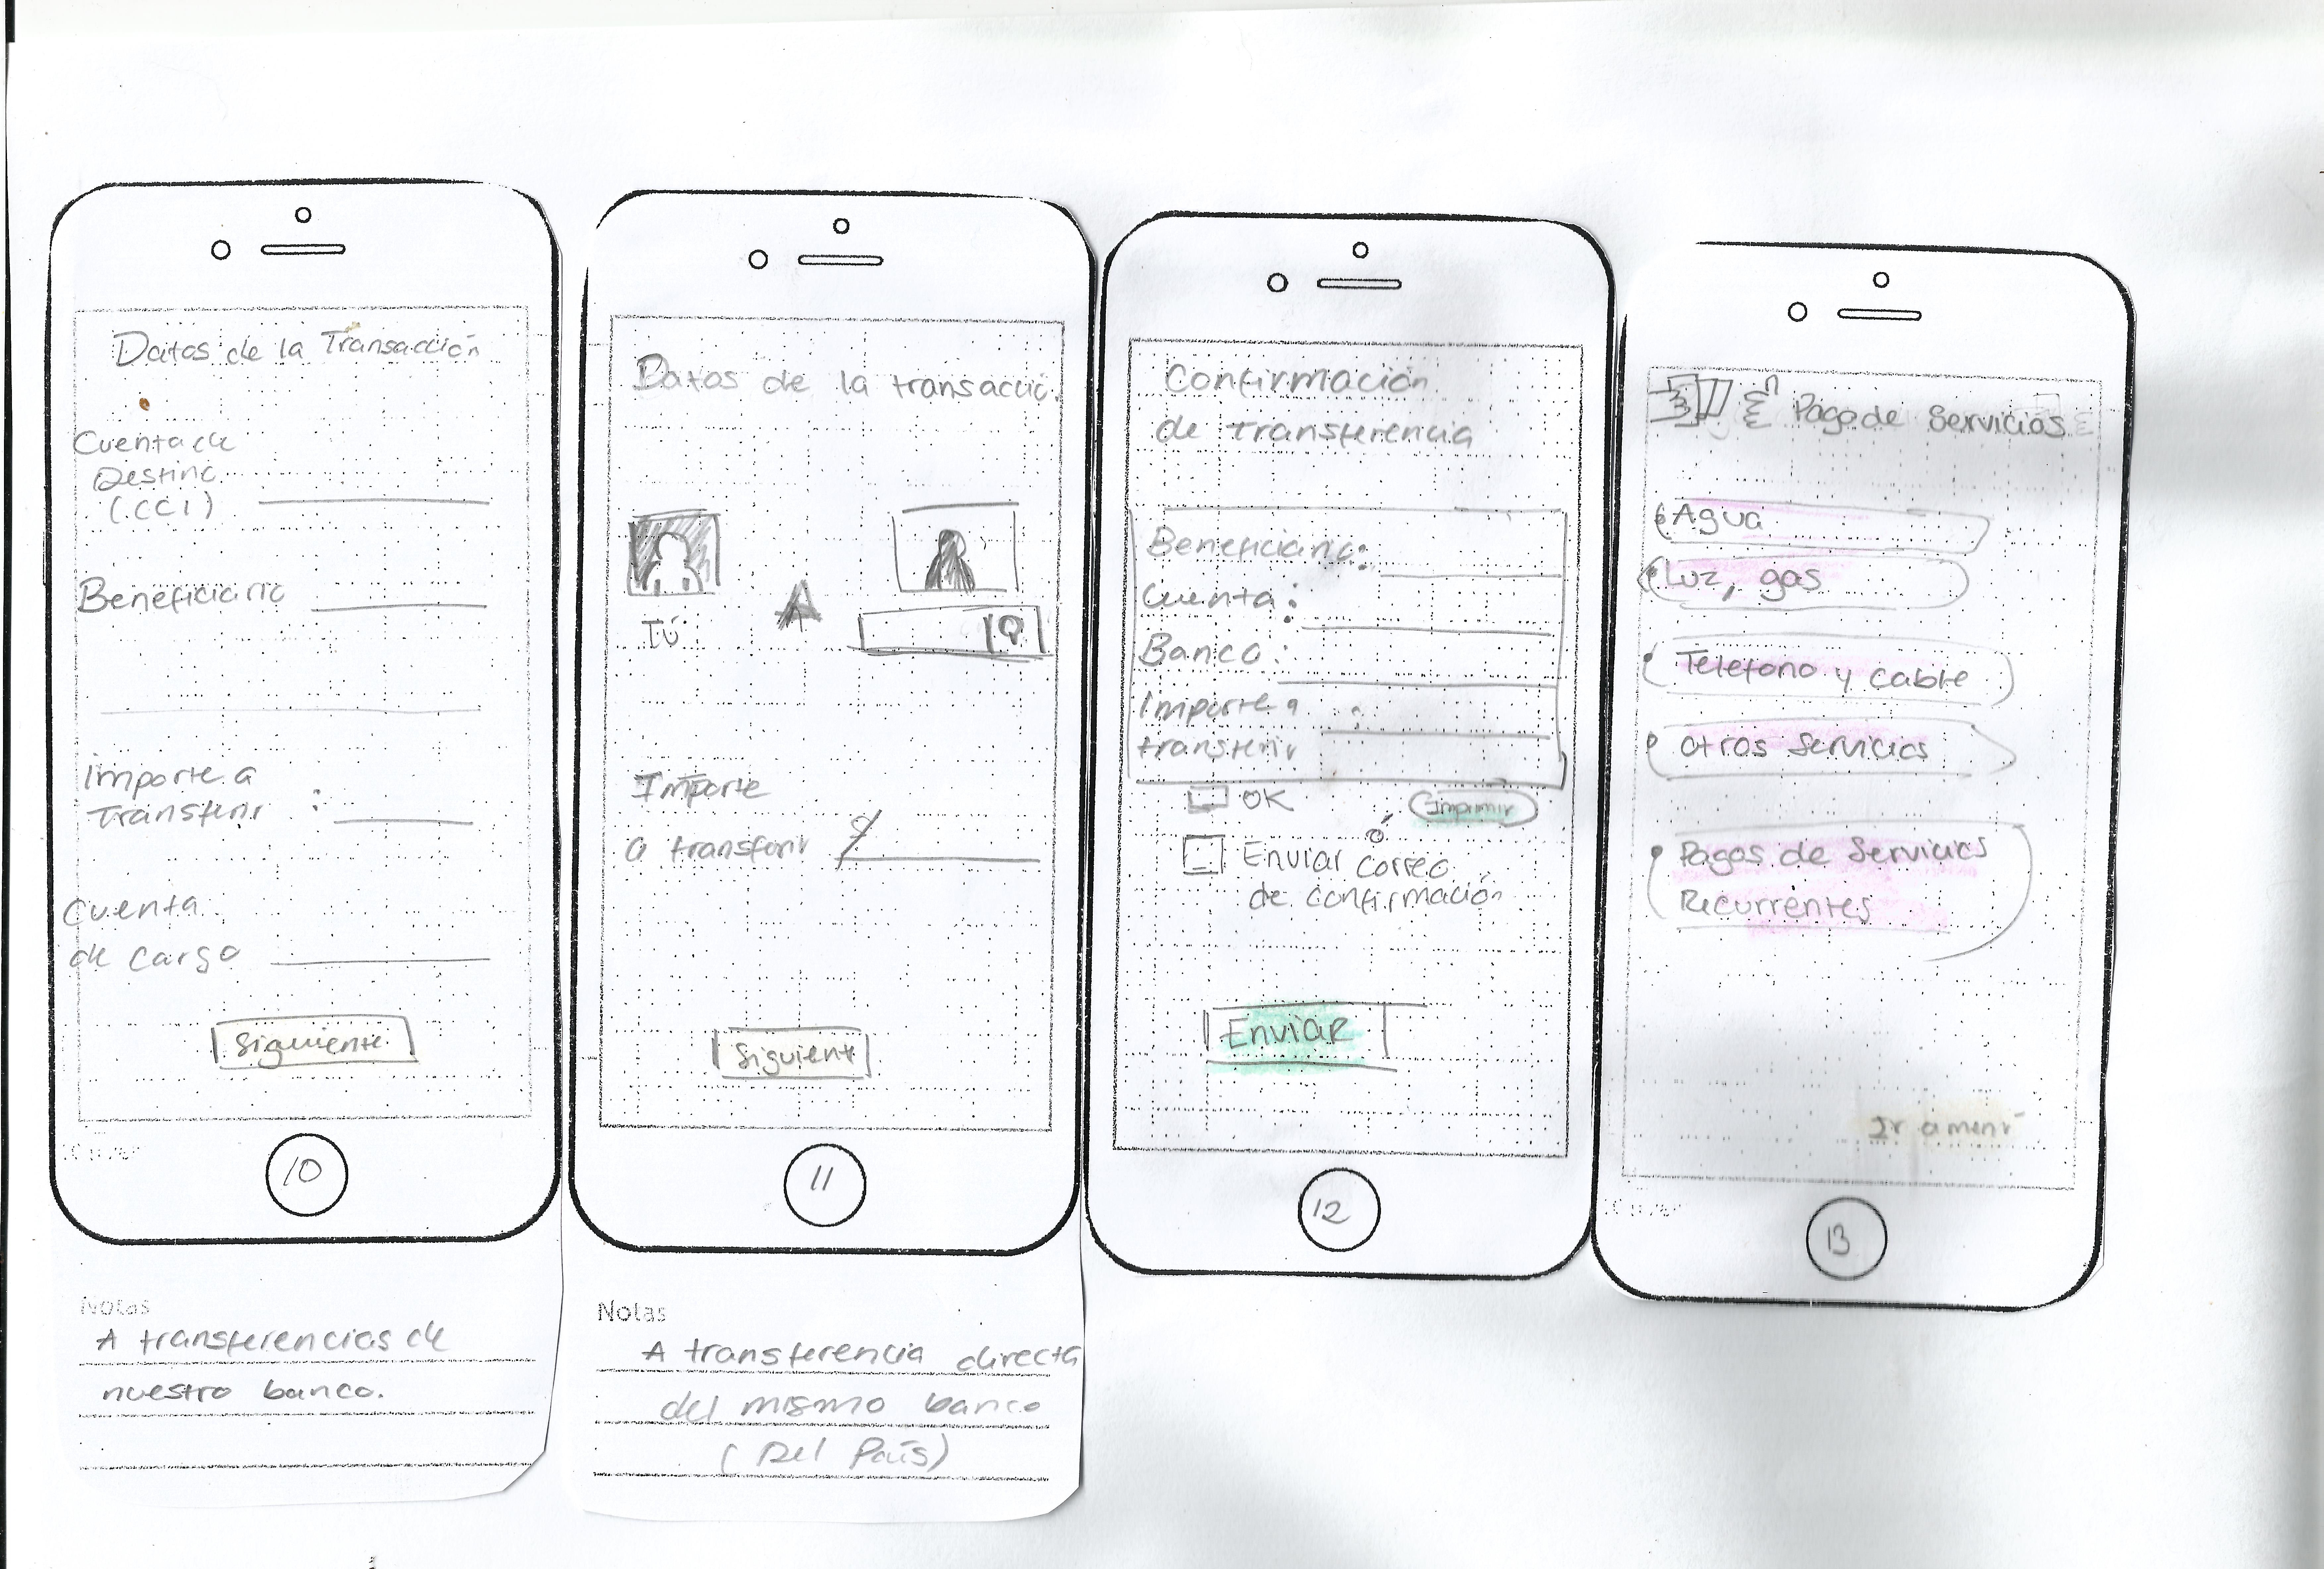 Datos de la Transacción
Cuenta de
Destino
(CCI)
Beneficiario
Importe a
Transferir :
Cuenta
de cargo
Siguiente
10
Notas
A transferencias de
nuestro banco.
Datos de la transacció.
Tú
A
Importe
a transferir
Siguient
11
Notas
A transferencia directa
del mismo banco
(Del País)
Confirmación
de transferencia
Beneficiario:
Cuenta:
Banco:
Importe a
transferir
OK
Imprimir
ó
Enviar correo
de confirmación
Enviar
12
Pago de Servicios
Agua
Luz, gas
Teléfono y cable
otros servicios
Pagos de Servicios
Recurrentes
Ir a menú
13